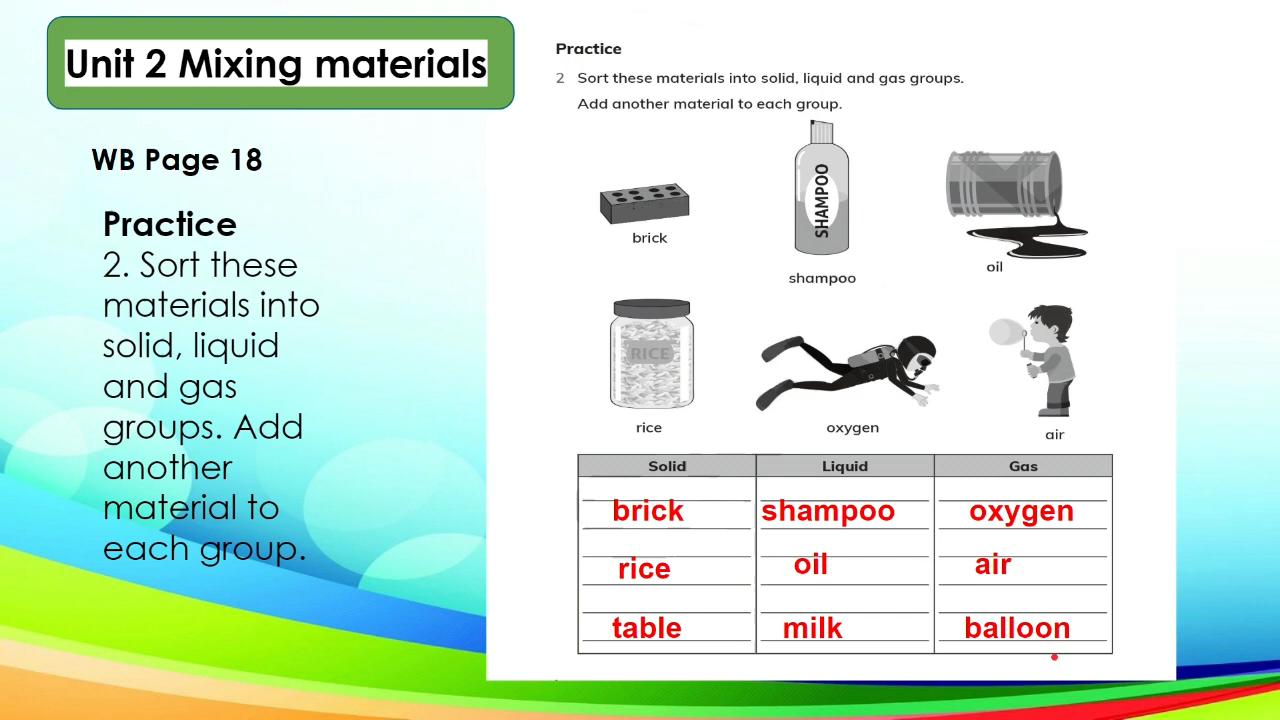 Unit 2 Mixing materials
WB Page 18
Practice
2. Sort these
materials into
solid, liquid
and gas
groups. Add
another
material to
each group.
Practice
2 Sort these materials into solid, liquid and gas groups.
Add another material to each group.
SHAMPOO
brick
shampoo
oil
RICE
rice
oxygen
air
Solid Liquid Gas
brick shampoo oxygen
rice oil air
table milk balloon